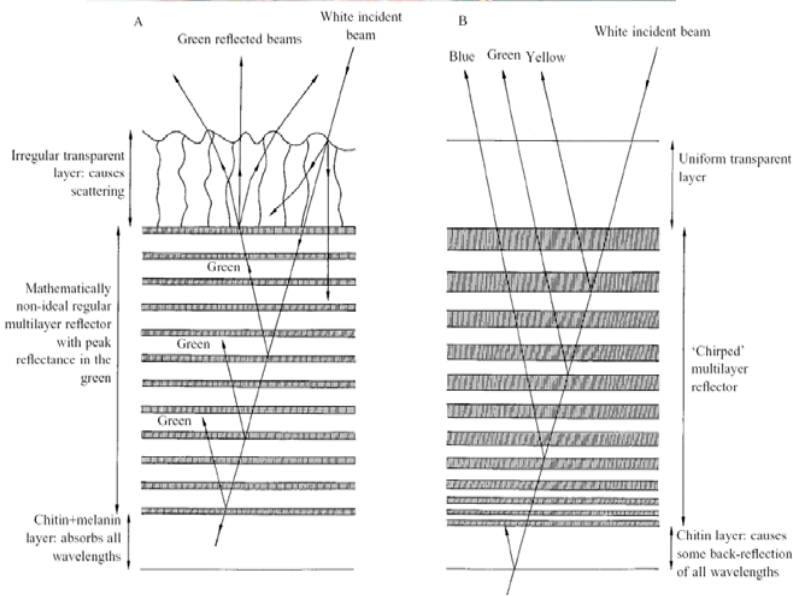 A
White incident
beam
Green reflected beams
Irregular transparent
layer: causes
scattering
Green
Mathematically
non-ideal regular
multilayer reflector
with peak
reflectance in the
green
Green
Green
Chitin+melanin
layer: absorbs all
wavelengths
B
White incident beam
Blue Green Yellow
Uniform transparent
layer
‘Chirped’
multilayer
reflector
Chitin layer: causes
some back-reflection
of all wavelengths